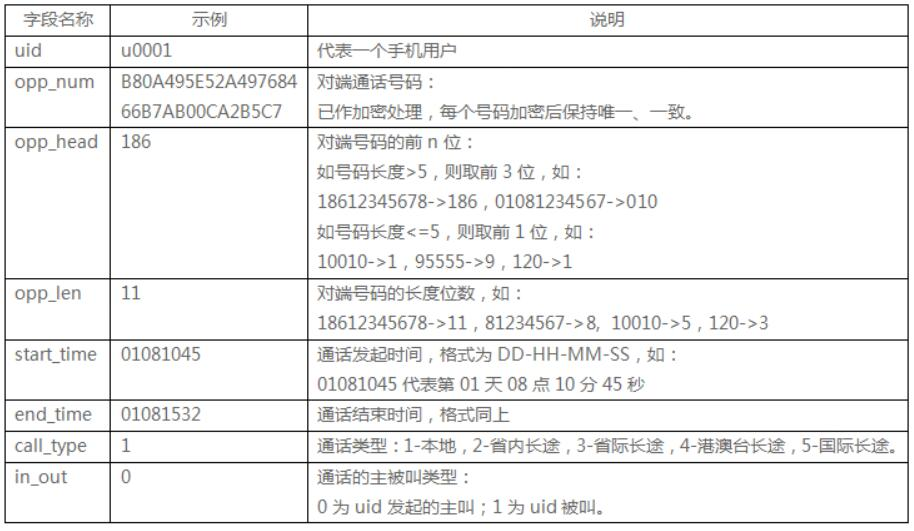 字段名称 示例 说明
uid u0001 代表一个手机用户
opp_num B80A495E52A497684 对端通话号码：
66B7AB00CA2B5C7 已作加密处理，每个号码加密后保持唯一、一致。
opp_head 186 对端号码的前 n 位：
如号码长度>5，则取前 3 位，如：
18612345678->186，01081234567->010
如号码长度<=5，则取前 1 位，如：
10010->1，95555->9，120->1
opp_len 11 对端号码的长度位数，如：
18612345678->11，81234567->8, 10010->5，120->3
start_time 01081045 通话发起时间，格式为 DD-HH-MM-SS，如：
01081045 代表第 01 天 08 点 10 分 45 秒
end_time 01081532 通话结束时间，格式同上
call_type 1 通话类型：1-本地，2-省内长途，3-省际长途，4-港澳台长途，5-国际长途。
in_out 0 通话的主被叫类型：
0 为 uid 发起的主叫；1 为 uid 被叫。